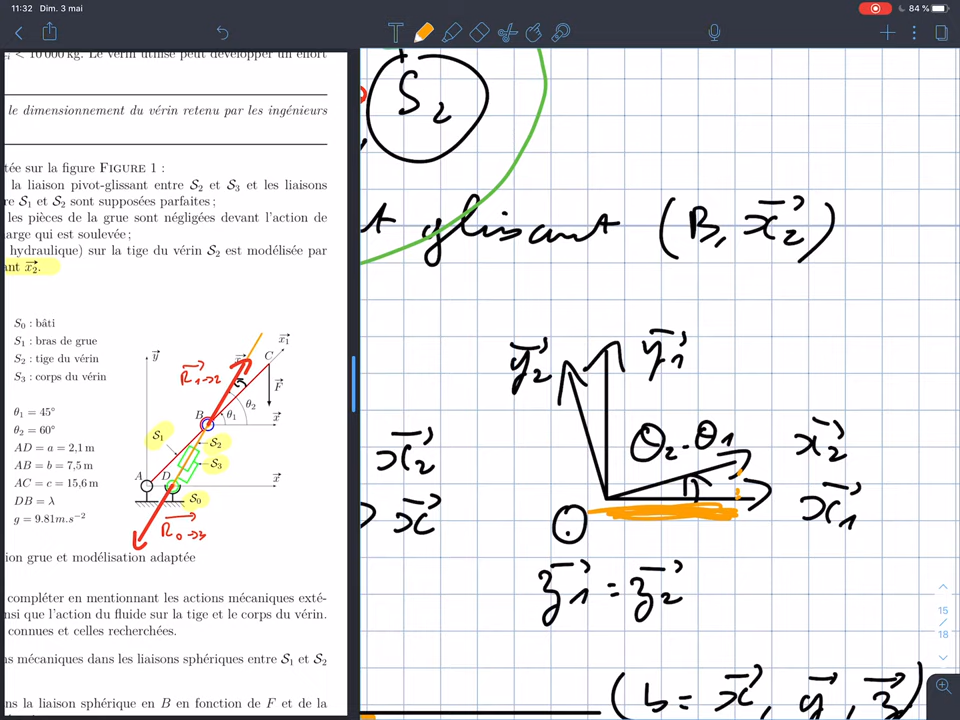 11:32 Dim. 3 mai
84 %
< 10 000 kg. Le vérin utilisé peut développer un effort
le dimensionnement du vérin retenu par les ingénieurs
tée sur la figure FIGURE 1 :
la liaison pivot-glissant entre S2 et S3 et les liaisons
re S1 et S2 sont supposées parfaites ;
les pièces de la grue sont négligées devant l'action de
arge qui est soulevée ;
hydraulique) sur la tige du vérin S2 est modélisée par
ant x2.
S0 : bâti
S1 : bras de grue
S2 : tige du vérin
S3 : corps du vérin
θ1 = 45°
θ2 = 60°
AD = a = 2,1 m
AB = b = 7,5 m
AC = c = 15,6 m
DB = λ
g = 9.81m.s⁻²
y
x1
C
R1→2
F
θ2
B
θ1
x
S1
S2
S3
A
D
x
S0
R0→3
ion grue et modélisation adaptée
compléter en mentionnant les actions mécaniques exté-
nsi que l'action du fluide sur la tige et le corps du vérin.
connues et celles recherchées.
ns mécaniques dans les liaisons sphériques entre S1 et S2
ns la liaison sphérique en B en fonction de F et de la
S2
t glissant (B, x2)
y2
y1
θ2-θ1
x2
x1
x2
x
O
z1 = z2
(b= x, y, z)
15
/
18